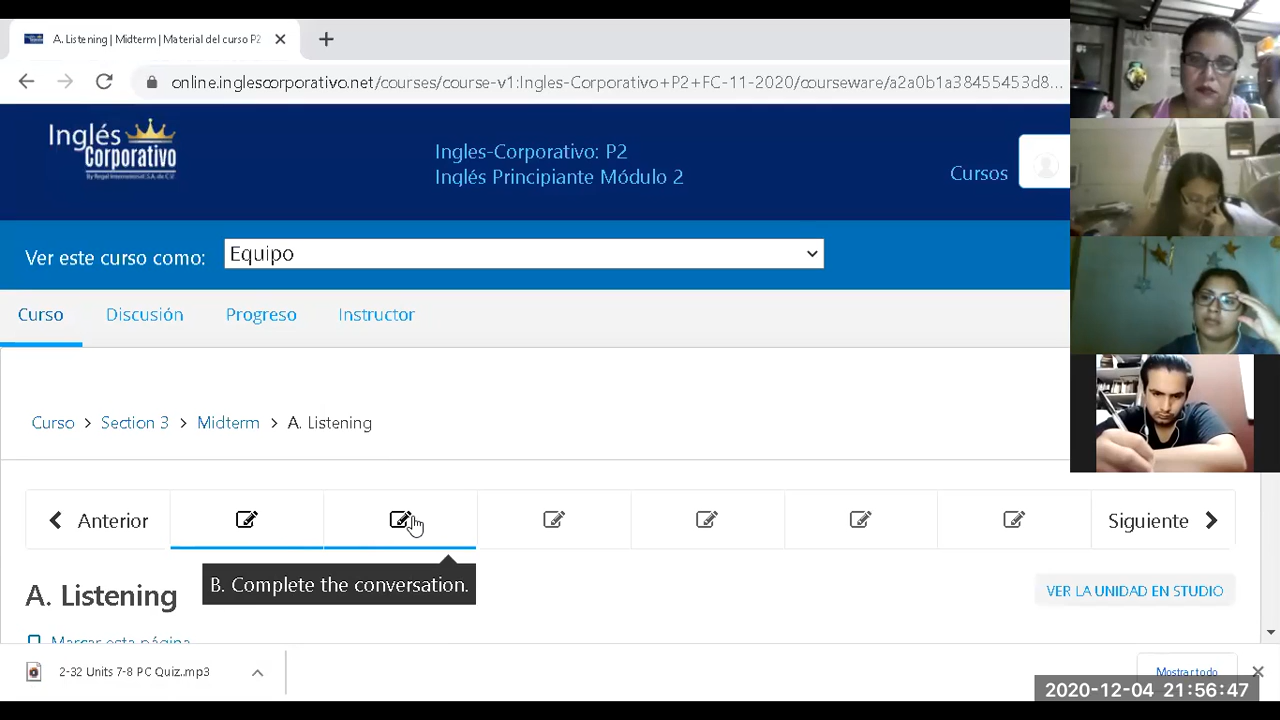 A. Listening | Midterm | Material del curso P2
online.inglescorporativo.net/courses/course-v1:Ingles-Corporativo+P2+FC-11-2020/courseware/a2a0b1a38455453d8...
Inglés
Corporativo
Ingles-Corporativo: P2
Inglés Principiante Módulo 2
Cursos
Ver este curso como:
Equipo
Curso
Discusión
Progreso
Instructor
Curso > Section 3 > Midterm > A. Listening
Anterior
Siguiente
B. Complete the conversation.
A. Listening
VER LA UNIDAD EN STUDIO
Marcar esta página
2-32 Units 7-8 PC Quiz..mp3
Mostrar todo
2020-12-04 21:56:47